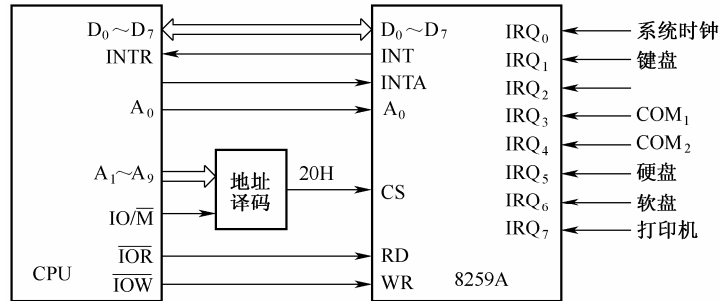 D₀～D₇
INTR
A₀
A₁～A₉
IO/M̅
I̅O̅R̅
I̅O̅W̅
CPU
地址
译码
20H
D₀～D₇
INT
INTA
A₀
CS
RD
WR
8259A
IRQ₀
IRQ₁
IRQ₂
IRQ₃
IRQ₄
IRQ₅
IRQ₆
IRQ₇
系统时钟
键盘
COM₁
COM₂
硬盘
软盘
打印机